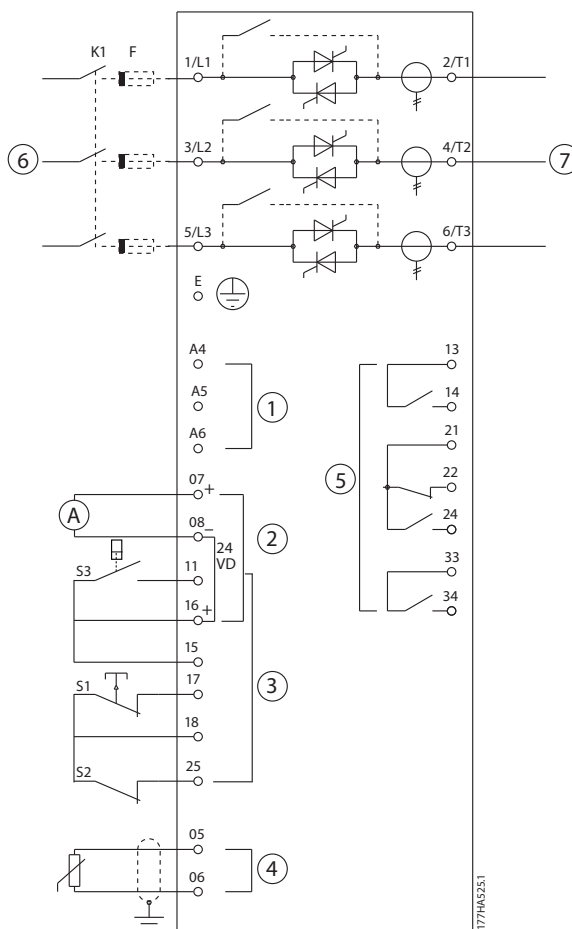 K1 F
1/L1 2/T1
6 3/L2 4/T2 7
5/L3 6/T3
E
A4 13
A5 1 14
A6 21
07 + 22
A 5
08 – 2 24
24
VD
S3 11 33
16 + 34
15
S1 17 3
18
S2 25
05
4
06
177HA525.1